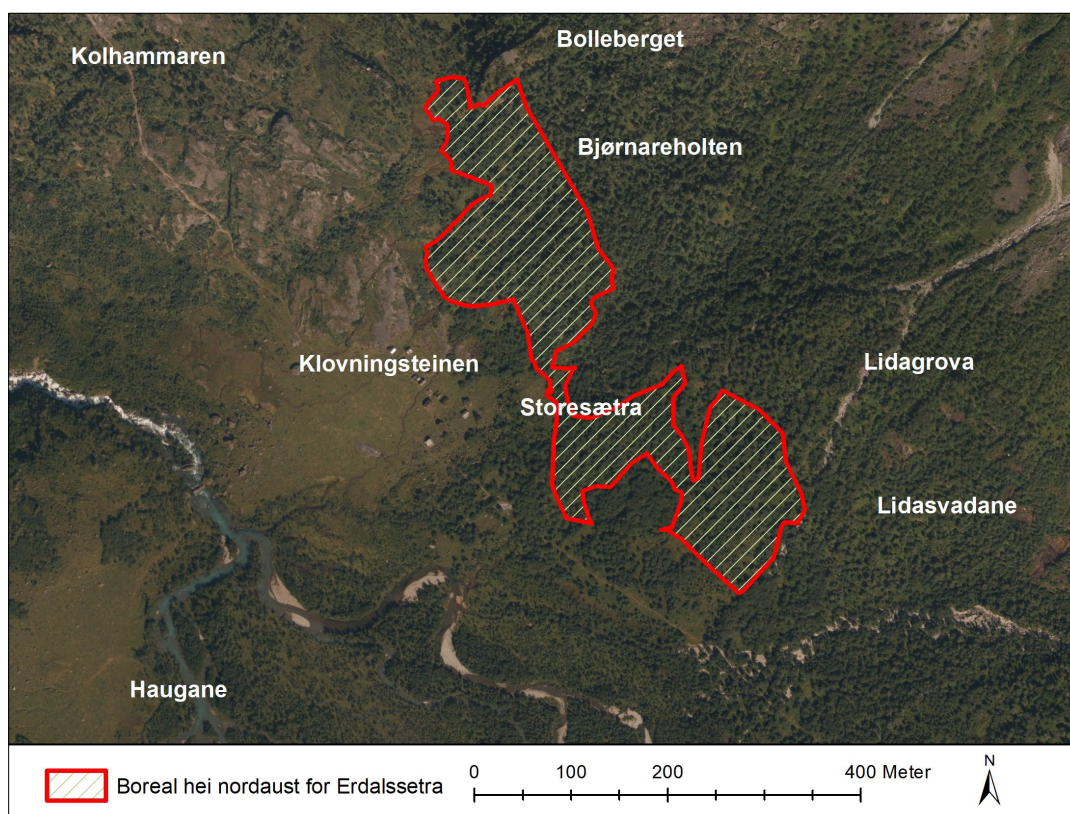 Bolleberget
Kolhammaren
Bjørnareholten
Klovningsteinen
Lidagrova
Storesætra
Lidasvadane
Haugane
Boreal hei nordaust for Erdalssetra
0 100 200 400 Meter
N